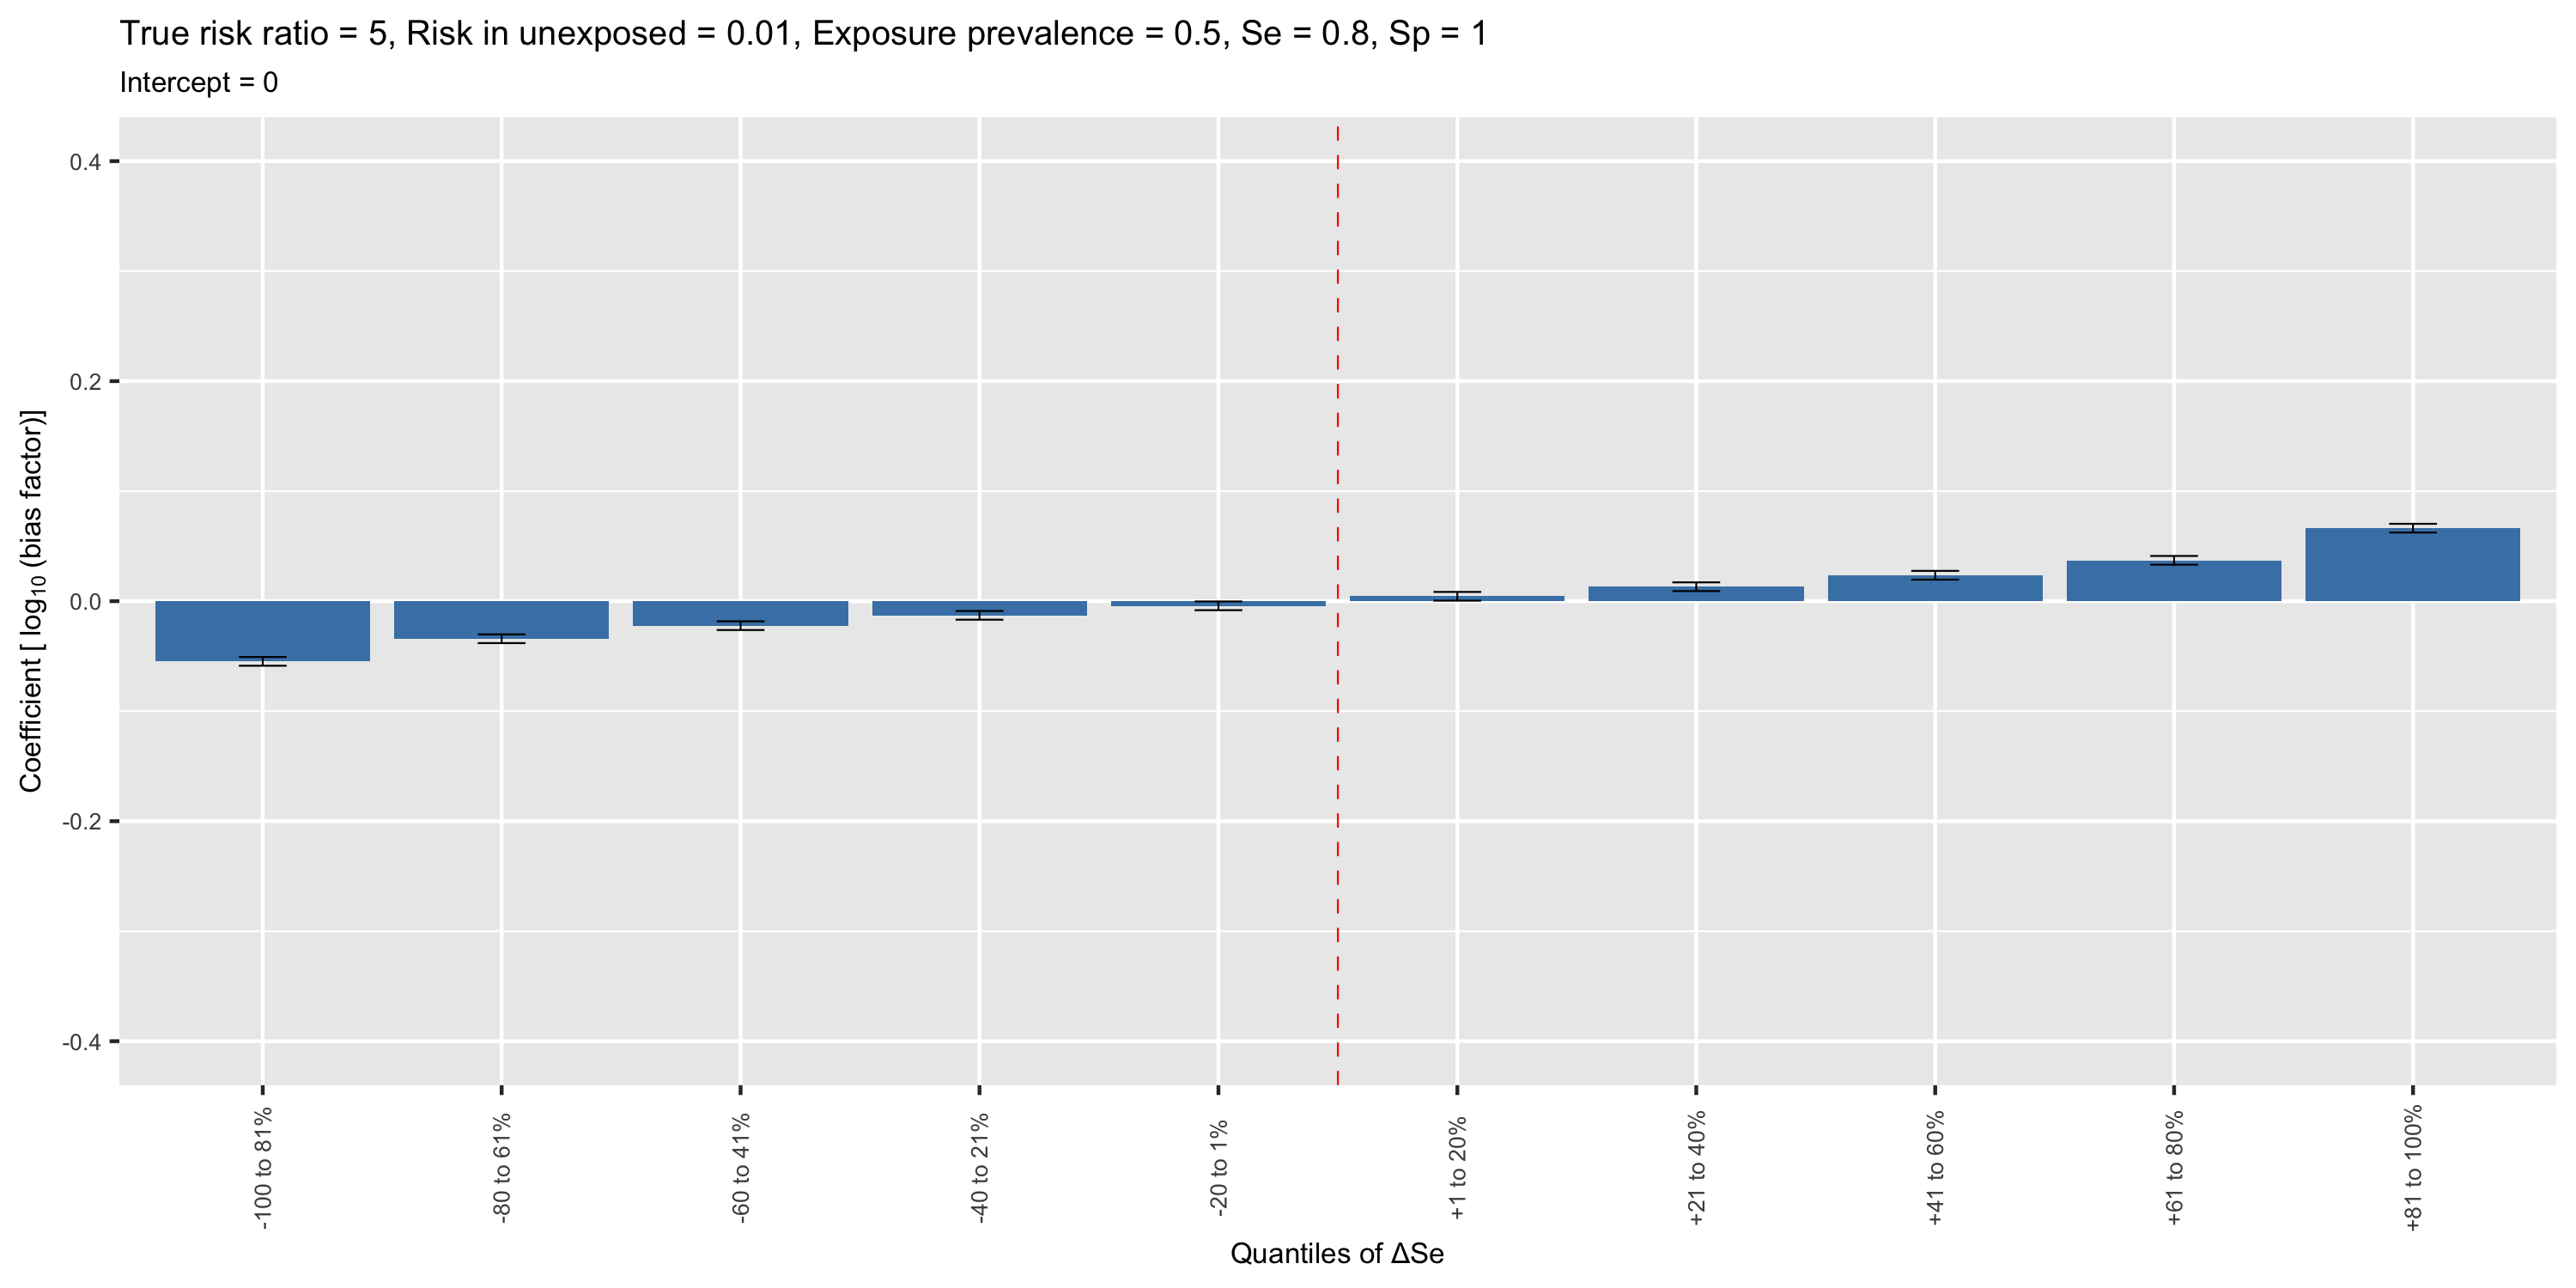 True risk ratio = 5, Risk in unexposed = 0.01, Exposure prevalence = 0.5, Se = 0.8, Sp = 1
Intercept = 0
Coefficient [ log₁₀ (bias factor)]
0.4
0.2
0.0
-0.2
-0.4
-100 to 81%
-80 to 61%
-60 to 41%
-40 to 21%
-20 to 1%
+1 to 20%
+21 to 40%
+41 to 60%
+61 to 80%
+81 to 100%
Quantiles of ΔSe